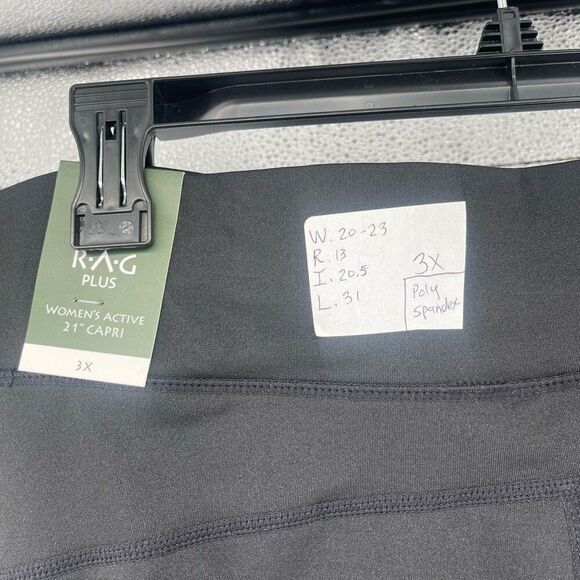 R·A·G
PLUS
WOMEN'S ACTIVE
21" CAPRI
3X
W. 20-23
R. 13
I. 20.5
L. 31
3X
Poly
spandex